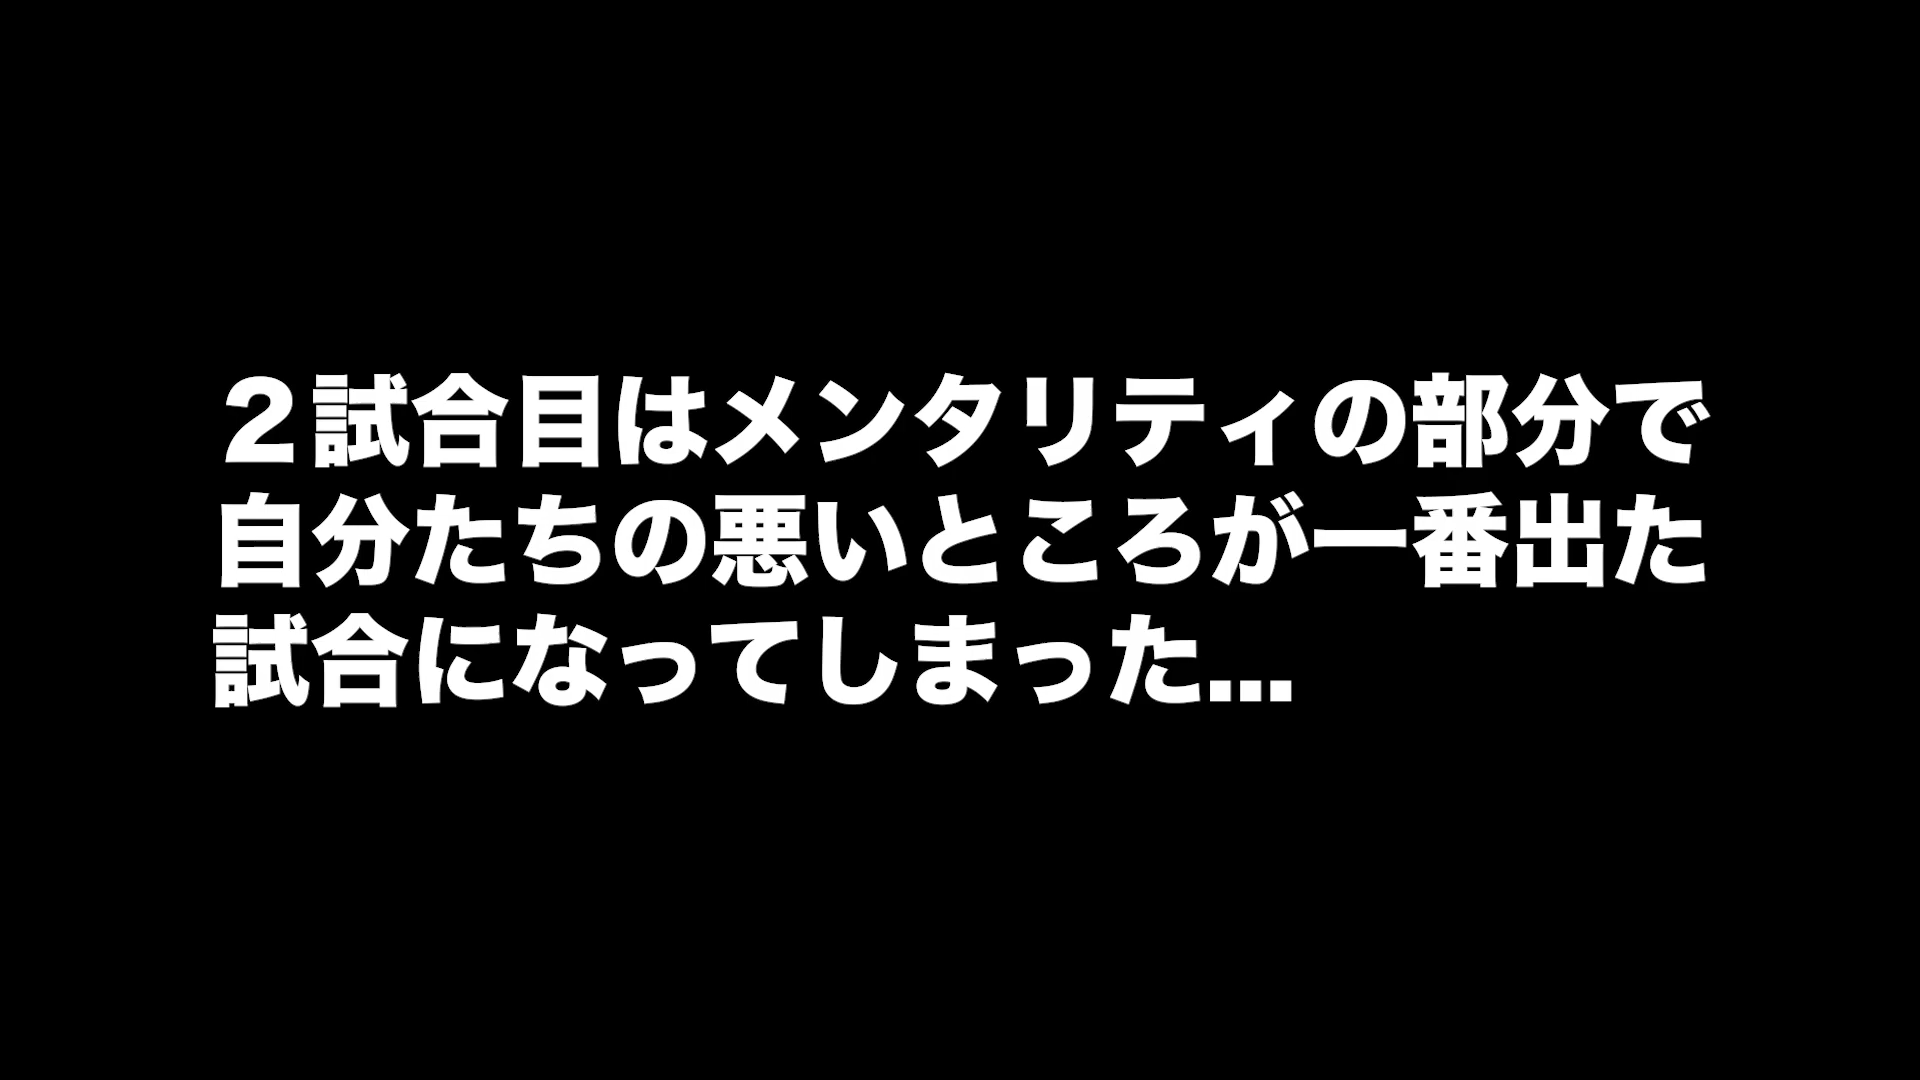 ２試合目はメンタリティの部分で
自分たちの悪いところが一番出た
試合になってしまった...